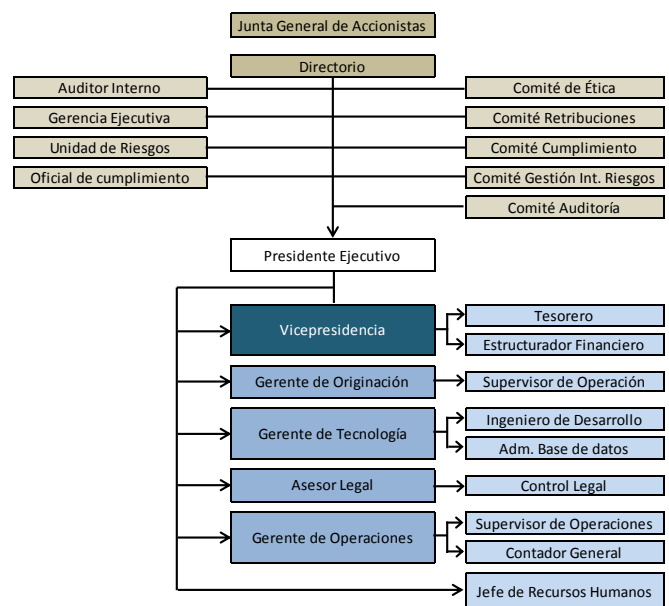 Junta General de Accionistas
Directorio
Auditor Interno
Comité de Ética
Gerencia Ejecutiva
Comité Retribuciones
Unidad de Riesgos
Comité Cumplimiento
Oficial de cumplimiento
Comité Gestión Int. Riesgos
Comité Auditoría
Presidente Ejecutivo
Vicepresidencia
Tesorero
Estructurador Financiero
Gerente de Originación
Supervisor de Operación
Gerente de Tecnología
Ingeniero de Desarrollo
Adm. Base de datos
Asesor Legal
Control Legal
Gerente de Operaciones
Supervisor de Operaciones
Contador General
Jefe de Recursos Humanos